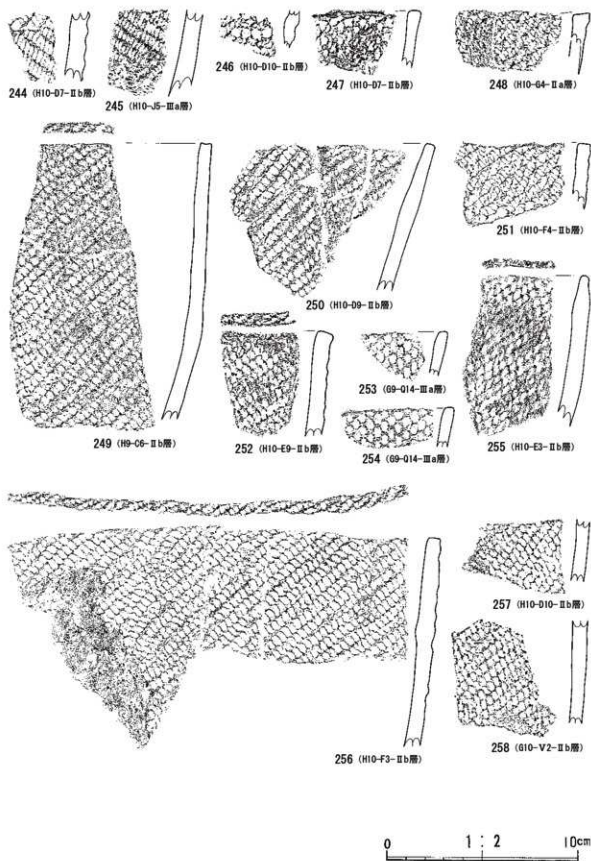 244 (H10-D7-Ⅱb層)
245 (H10-J5-Ⅲa層)
246 (H10-D10-Ⅱb層)
247 (H10-D7-Ⅱb層)
248 (H10-G4-Ⅱa層)
249 (H9-C6-Ⅱb層)
250 (H10-D9-Ⅱb層)
251 (H10-F4-Ⅱb層)
252 (H10-E9-Ⅱb層)
253 (G9-Q14-Ⅲa層)
254 (G9-Q14-Ⅲa層)
255 (H10-E3-Ⅱb層)
256 (H10-F3-Ⅱb層)
257 (H10-D10-Ⅱb層)
258 (G10-V2-Ⅱb層)
0 1:2 10cm